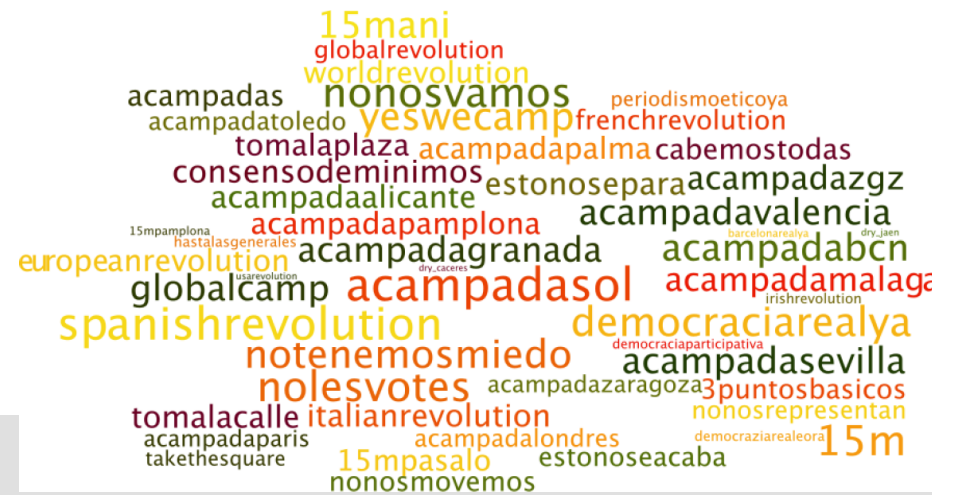 15mani
globalrevolution
worldrevolution
acampadas nonosvamos periodismoeticoya
acampadatoledo yeswecamp frenchrevolution
tomalaplaza acampadapalma cabemostodas
consensodeminimos estonosepara acampadazgz
acampadaalicante acampadavalencia
15mpamplona acampadapamplona barcelonarealya dry_jaen
hastalasgenerales acampadagranada acampadabcn
europeanrevolution usarevolution dry_caceres
globalcamp acampadasol acampadamalaga
irishrevolution
spanishrevolution democraciarealya
notenemosmiedo democraciaparticipativa
acampadasevilla
nolesvotes acampadazaragoza 3puntosbasicos
tomalacalle italianrevolution nonosrepresentan
acampadaparis acampadalondres democraziarealeora 15m
takethesquare 15mpasalo estonoseacaba
nonosmovemos